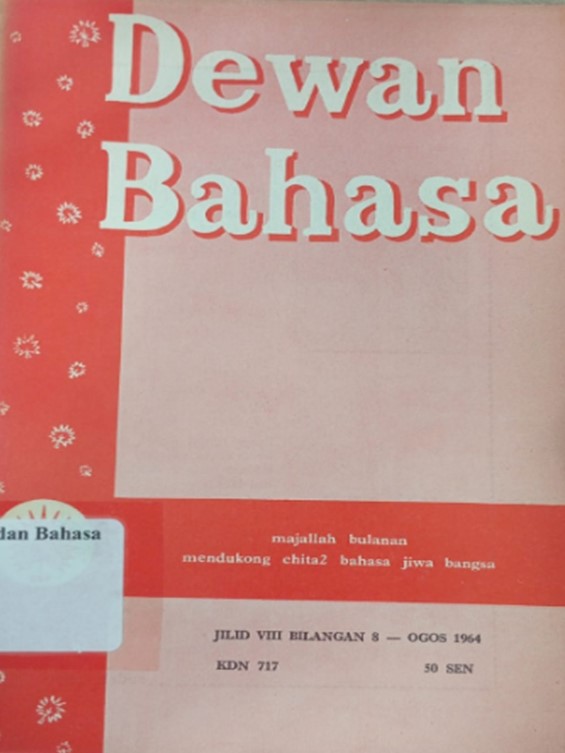 Dewan
Bahasa
dan Bahasa
majallah bulanan
mendukong chita2 bahasa jiwa bangsa
JILID VIII BILANGAN 8 — OGOS 1964
KDN 717 50 SEN